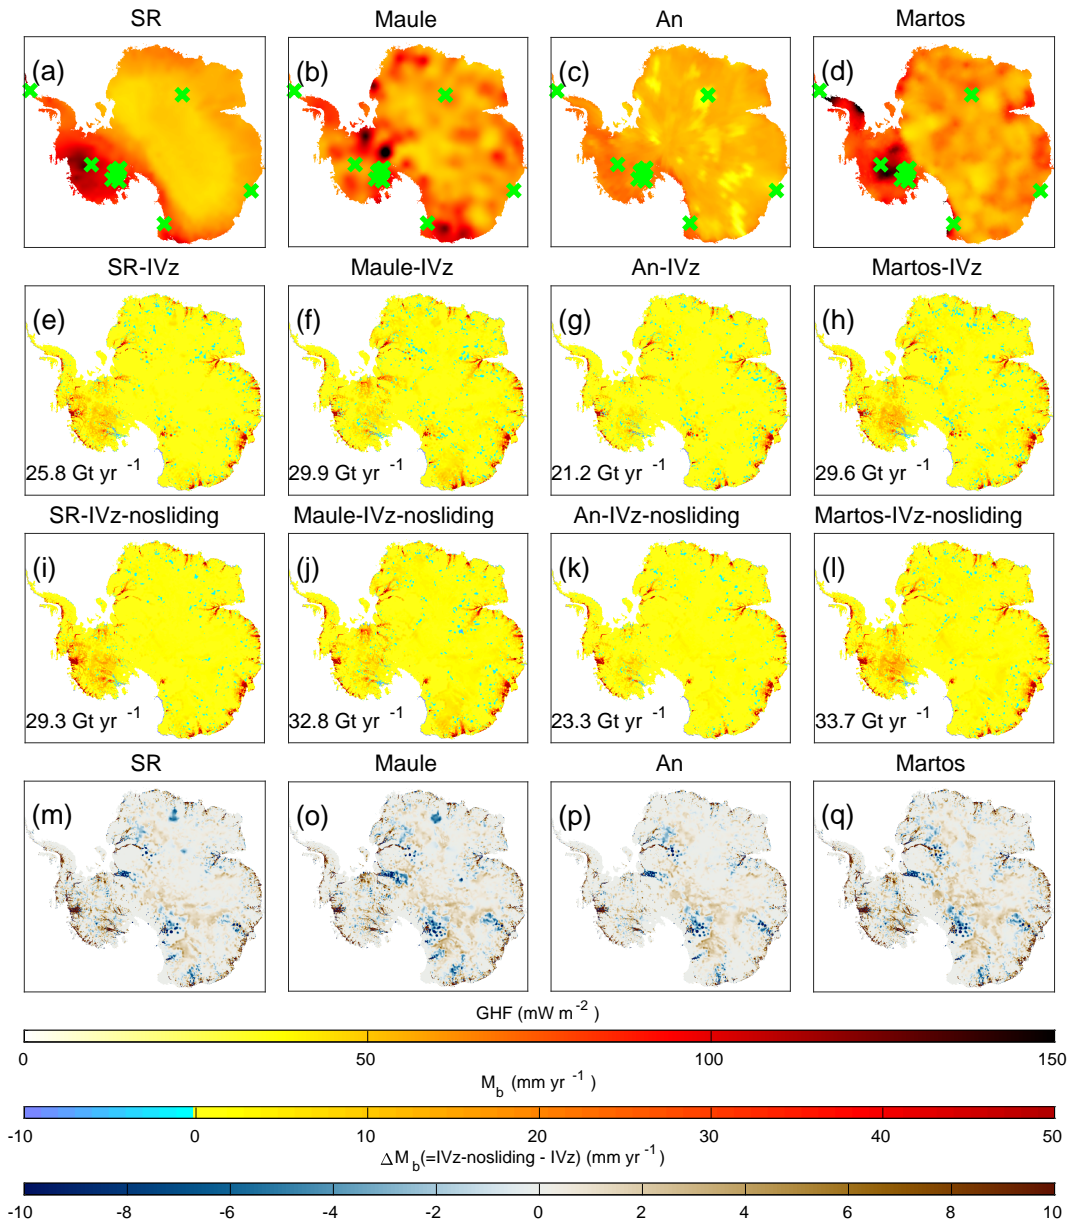 SR Maule An Martos
(a) (b) (c) (d)
SR-IVz Maule-IVz An-IVz Martos-IVz
(e) (f) (g) (h)
25.8 Gt yr -1 29.9 Gt yr -1 21.2 Gt yr -1 29.6 Gt yr -1
SR-IVz-nosliding Maule-IVz-nosliding An-IVz-nosliding Martos-IVz-nosliding
(i) (j) (k) (l)
29.3 Gt yr -1 32.8 Gt yr -1 23.3 Gt yr -1 33.7 Gt yr -1
SR Maule An Martos
(m) (o) (p) (q)
GHF (mW m-2)
0 50 100 150
Mb (mm yr -1)
-10 0 10 20 30 40 50
ΔMb(=IVz-nosliding - IVz) (mm yr -1)
-10 -8 -6 -4 -2 0 2 4 6 8 10